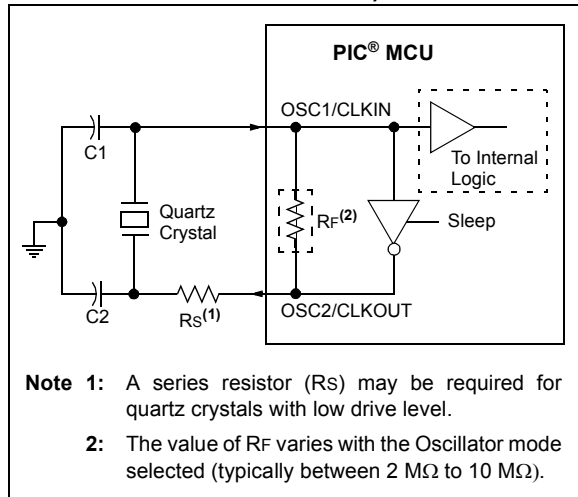 PIC® MCU
OSC1/CLKIN
C1
To Internal
Logic
Quartz
Crystal
RF(2)
Sleep
C2
RS(1)
OSC2/CLKOUT
Note 1: A series resistor (RS) may be required for
quartz crystals with low drive level.
2: The value of RF varies with the Oscillator mode
selected (typically between 2 MΩ to 10 MΩ).